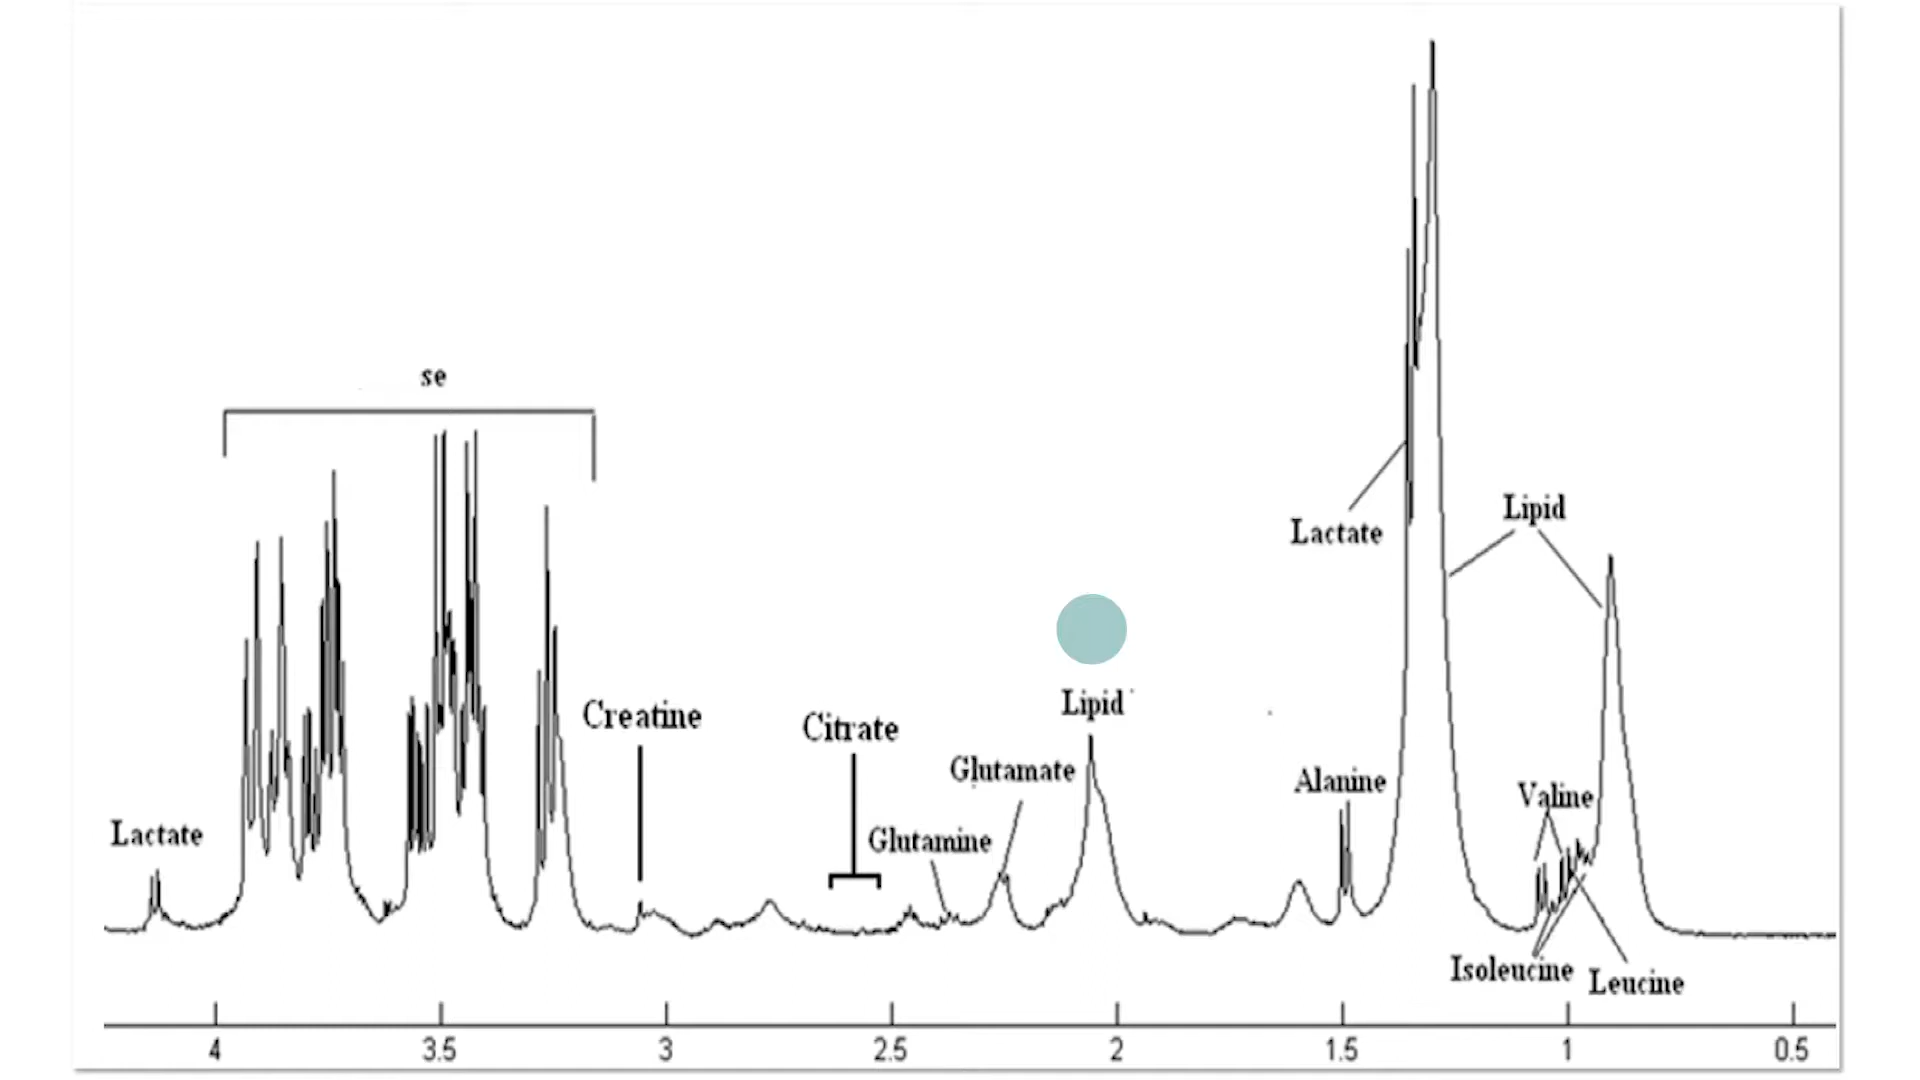 se
Lactate
Creatine
Citrate
Glutamine
Glutamate
Lipid
Alanine
Lactate
Lipid
Valine
Isoleucine
Leucine
4 3.5 3 2.5 2 1.5 1 0.5